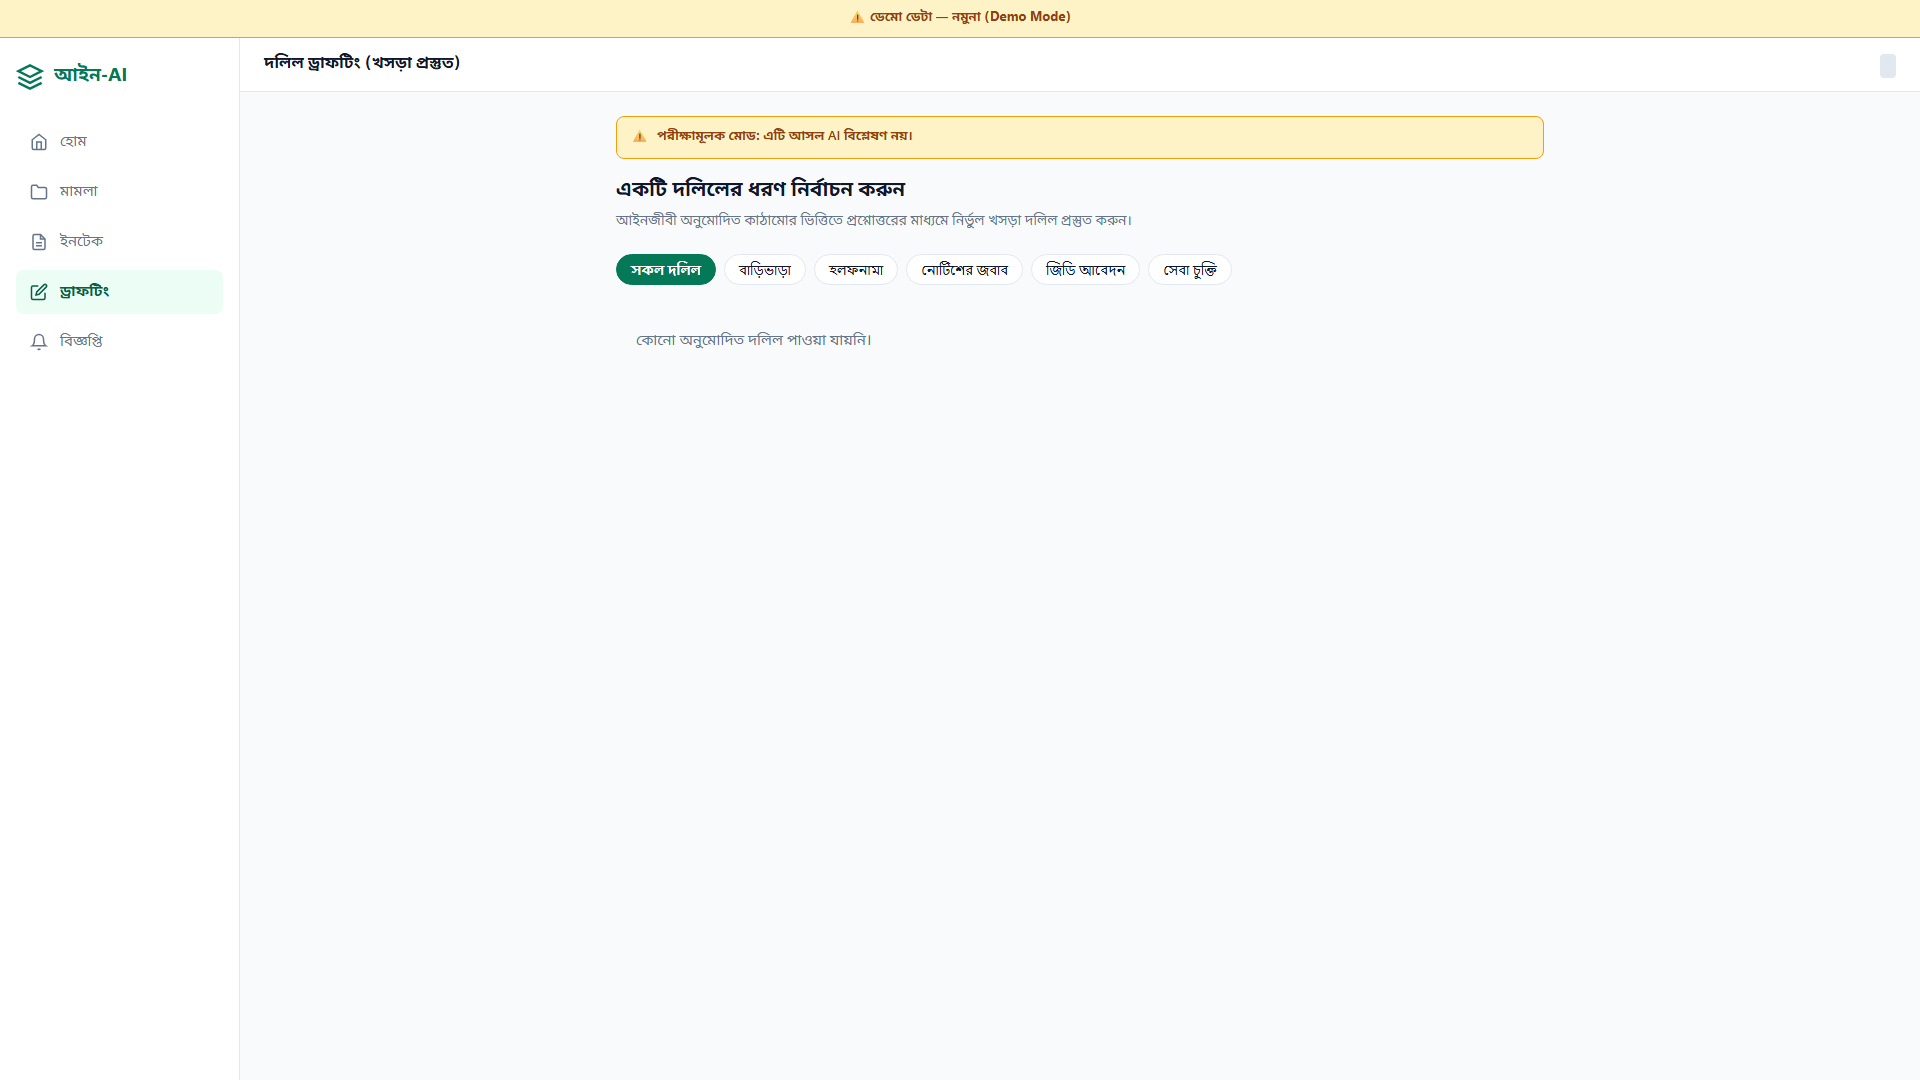 ⚠️ ডেমো ডেটা — নমুনা (Demo Mode)
আইন-AI
দলিল ড্রাফটিং (খসড়া প্রস্তুত)
হোম
মামলা
ইনটেক
ড্রাফটিং
বিজ্ঞপ্তি
⚠️ পরীক্ষামূলক মোড: এটি আসল AI বিশ্লেষণ নয়।
একটি দলিলের ধরণ নির্বাচন করুন
আইনজীবী অনুমোদিত কাঠামোর ভিত্তিতে প্রশ্নোত্তরের মাধ্যমে নির্ভুল খসড়া দলিল প্রস্তুত করুন।
সকল দলিল বাড়িভাড়া হলফনামা নোটিশের জবাব জিডি আবেদন সেবা চুক্তি
কোনো অনুমোদিত দলিল পাওয়া যায়নি।